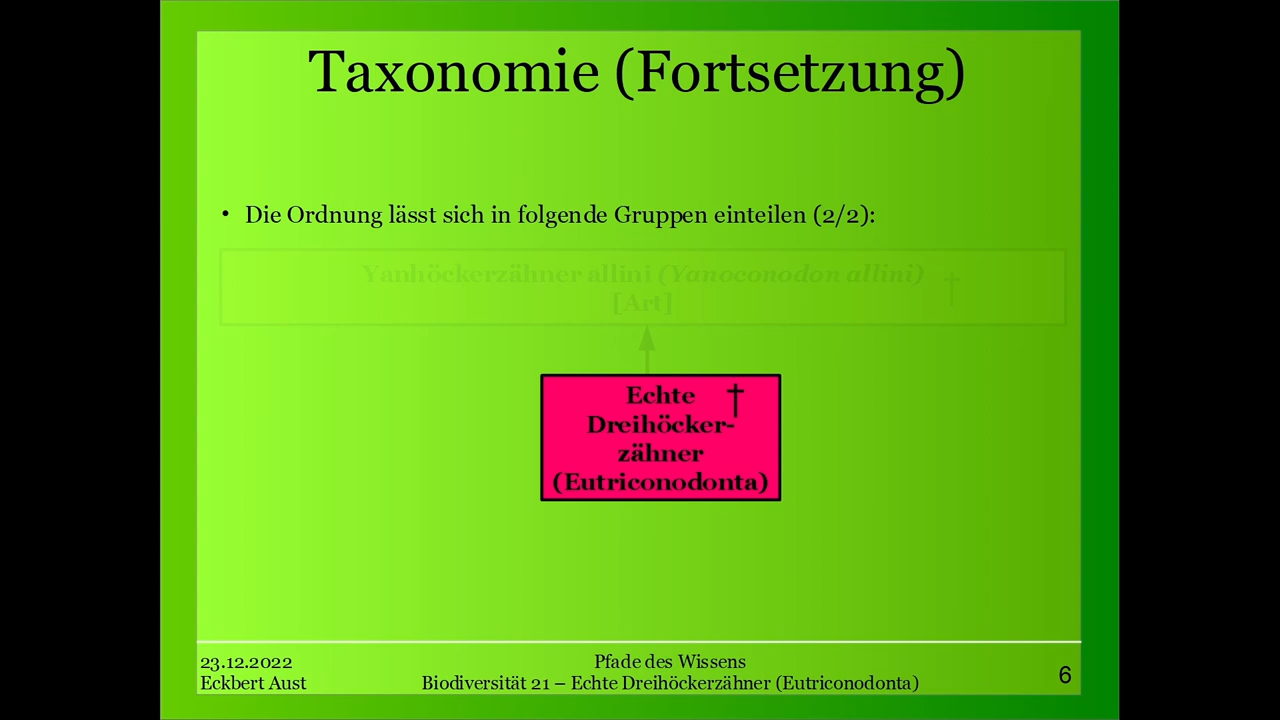 Taxonomie (Fortsetzung)
• Die Ordnung lässt sich in folgende Gruppen einteilen (2/2):
Yanhöckerzähner allini (Yanoconodon allini) †
[Art]
Echte †
Dreihöcker-
zähner
(Eutriconodonta)
23.12.2022
Eckbert Aust
Pfade des Wissens
Biodiversität 21 – Echte Dreihöckerzähner (Eutriconodonta)
6